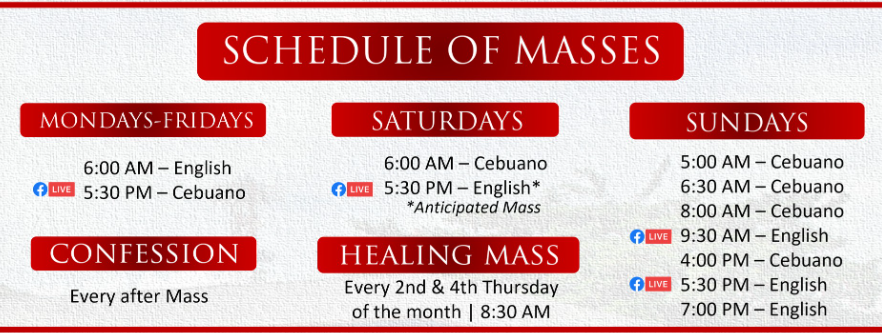 SCHEDULE OF MASSES
MONDAYS-FRIDAYS
6:00 AM – English
LIVE 5:30 PM – Cebuano
CONFESSION
Every after Mass
SATURDAYS
6:00 AM – Cebuano
LIVE 5:30 PM – English*
*Anticipated Mass
HEALING MASS
Every 2nd & 4th Thursday
of the month | 8:30 AM
SUNDAYS
5:00 AM – Cebuano
6:30 AM – Cebuano
8:00 AM – Cebuano
LIVE 9:30 AM – English
4:00 PM – Cebuano
LIVE 5:30 PM – English
7:00 PM – English